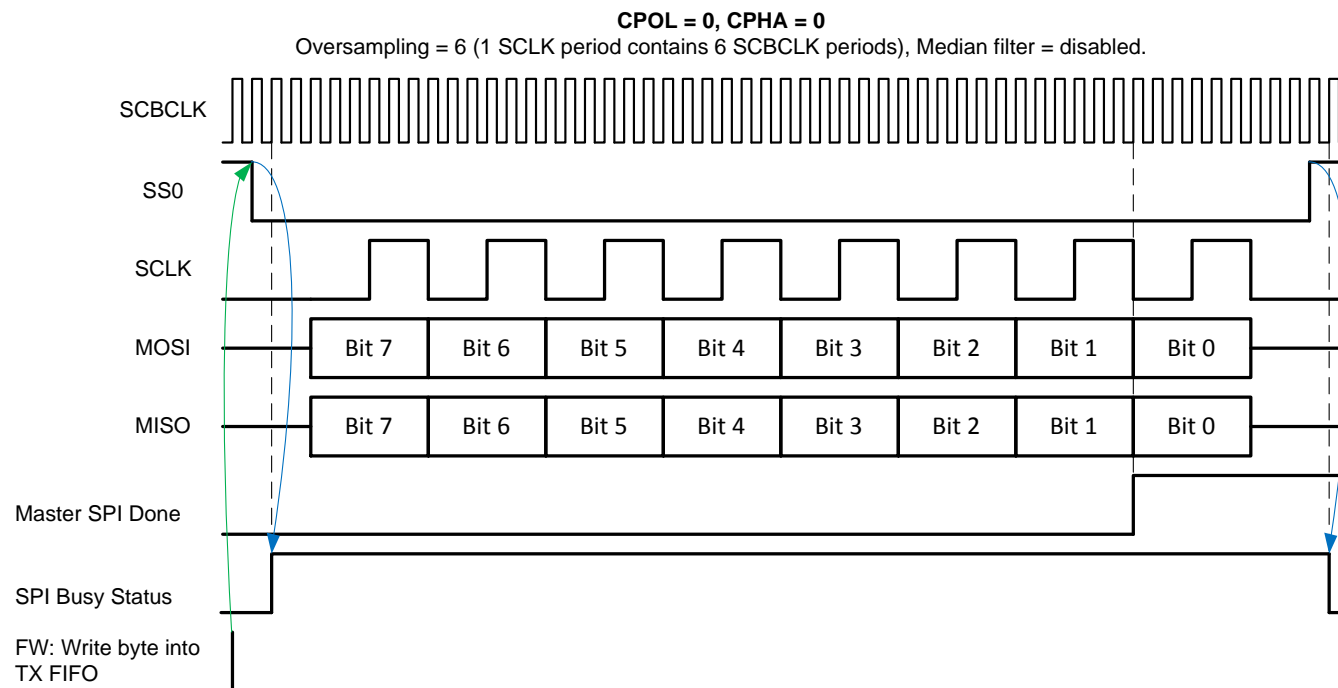 CPOL = 0, CPHA = 0
Oversampling = 6 (1 SCLK period contains 6 SCBCLK periods), Median filter = disabled.
SCBCLK
SS0
SCLK
MOSI Bit 7 Bit 6 Bit 5 Bit 4 Bit 3 Bit 2 Bit 1 Bit 0
MISO Bit 7 Bit 6 Bit 5 Bit 4 Bit 3 Bit 2 Bit 1 Bit 0
Master SPI Done
SPI Busy Status
FW: Write byte into
TX FIFO